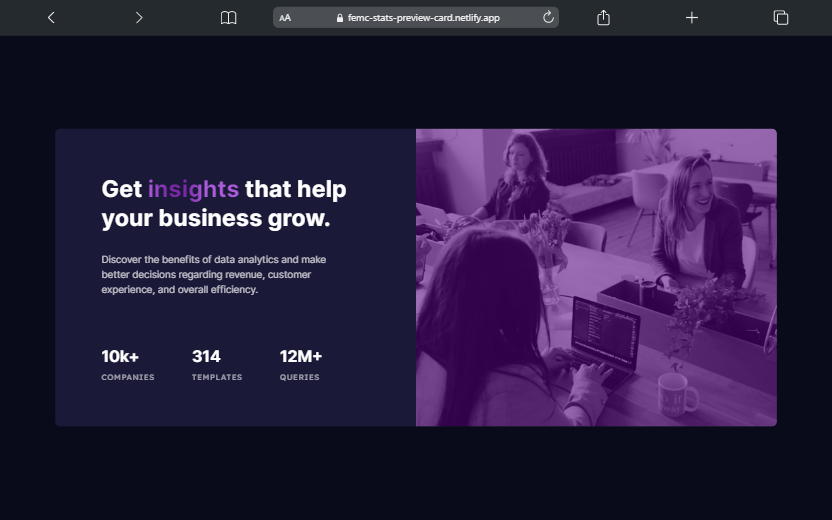 AA femc-stats-preview-card.netlify.app
Get insights that help
your business grow.
Discover the benefits of data analytics and make
better decisions regarding revenue, customer
experience, and overall efficiency.
10k+ 314 12M+
COMPANIES TEMPLATES QUERIES